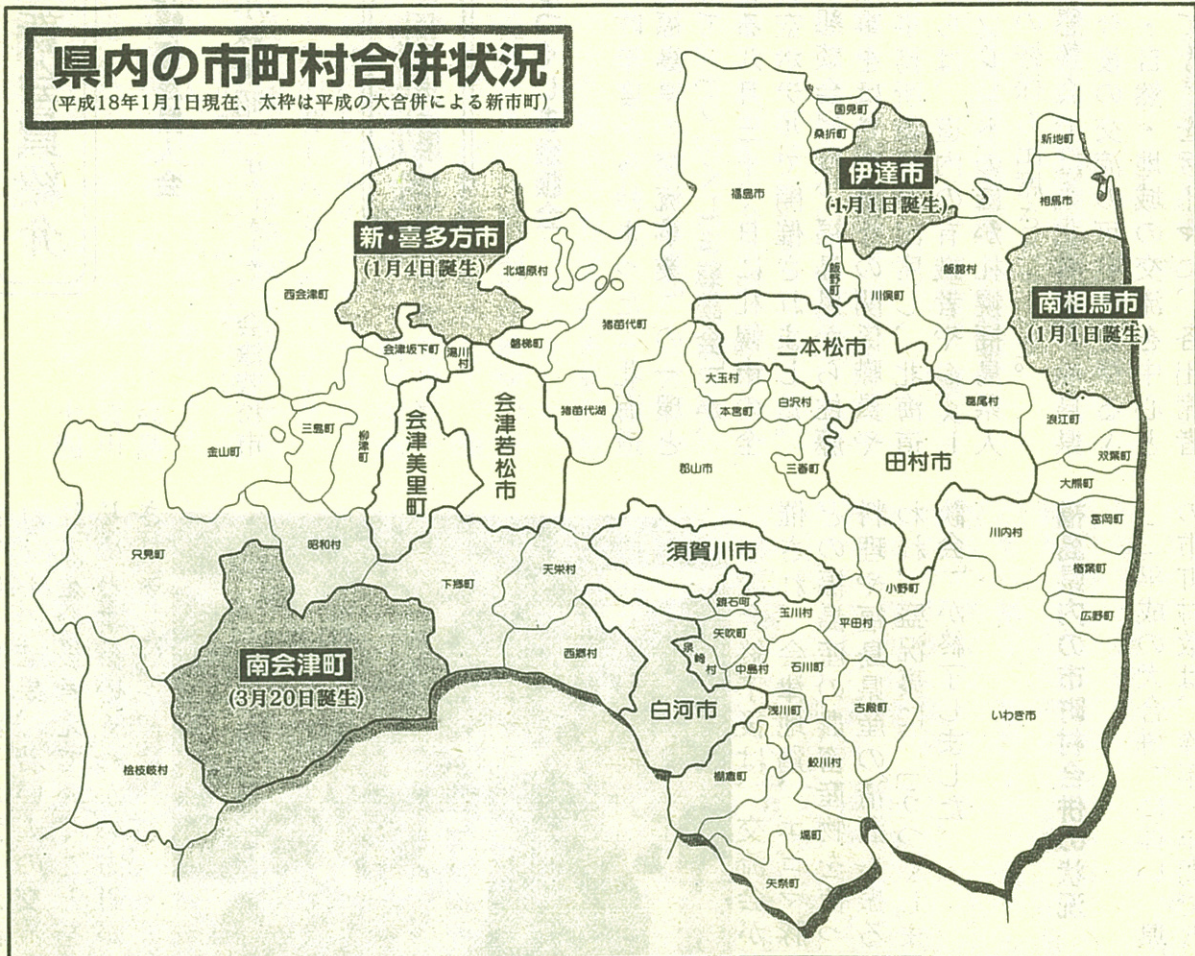 県内の市町村合併状況
(平成18年1月1日現在、太枠は平成の大合併による新市町)
国見町
桑折町
新地町
伊達市
(1月1日誕生)
福島市
相馬市
新・喜多方市
(1月4日誕生)
北塩原村
飯野町
川俣町
飯舘村
南相馬市
(1月1日誕生)
西会津町
猪苗代町
会津坂下町
湯川村
磐梯町
二本松市
大玉村
白沢村
本宮町
葛尾村
浪江町
猪苗代湖
会津若松市
会津美里町
三島町
柳津町
金山町
郡山市
三春町
田村市
双葉町
大熊町
富岡町
川内村
楢葉町
広野町
只見町
昭和村
下郷町
天栄村
須賀川市
小野町
鏡石町
玉川村
平田村
矢吹町
泉崎村
中島村
石川町
西郷村
南会津町
(3月20日誕生)
白河市
浅川町
古殿町
いわき市
檜枝岐村
棚倉町
鮫川村
塙町
矢祭町